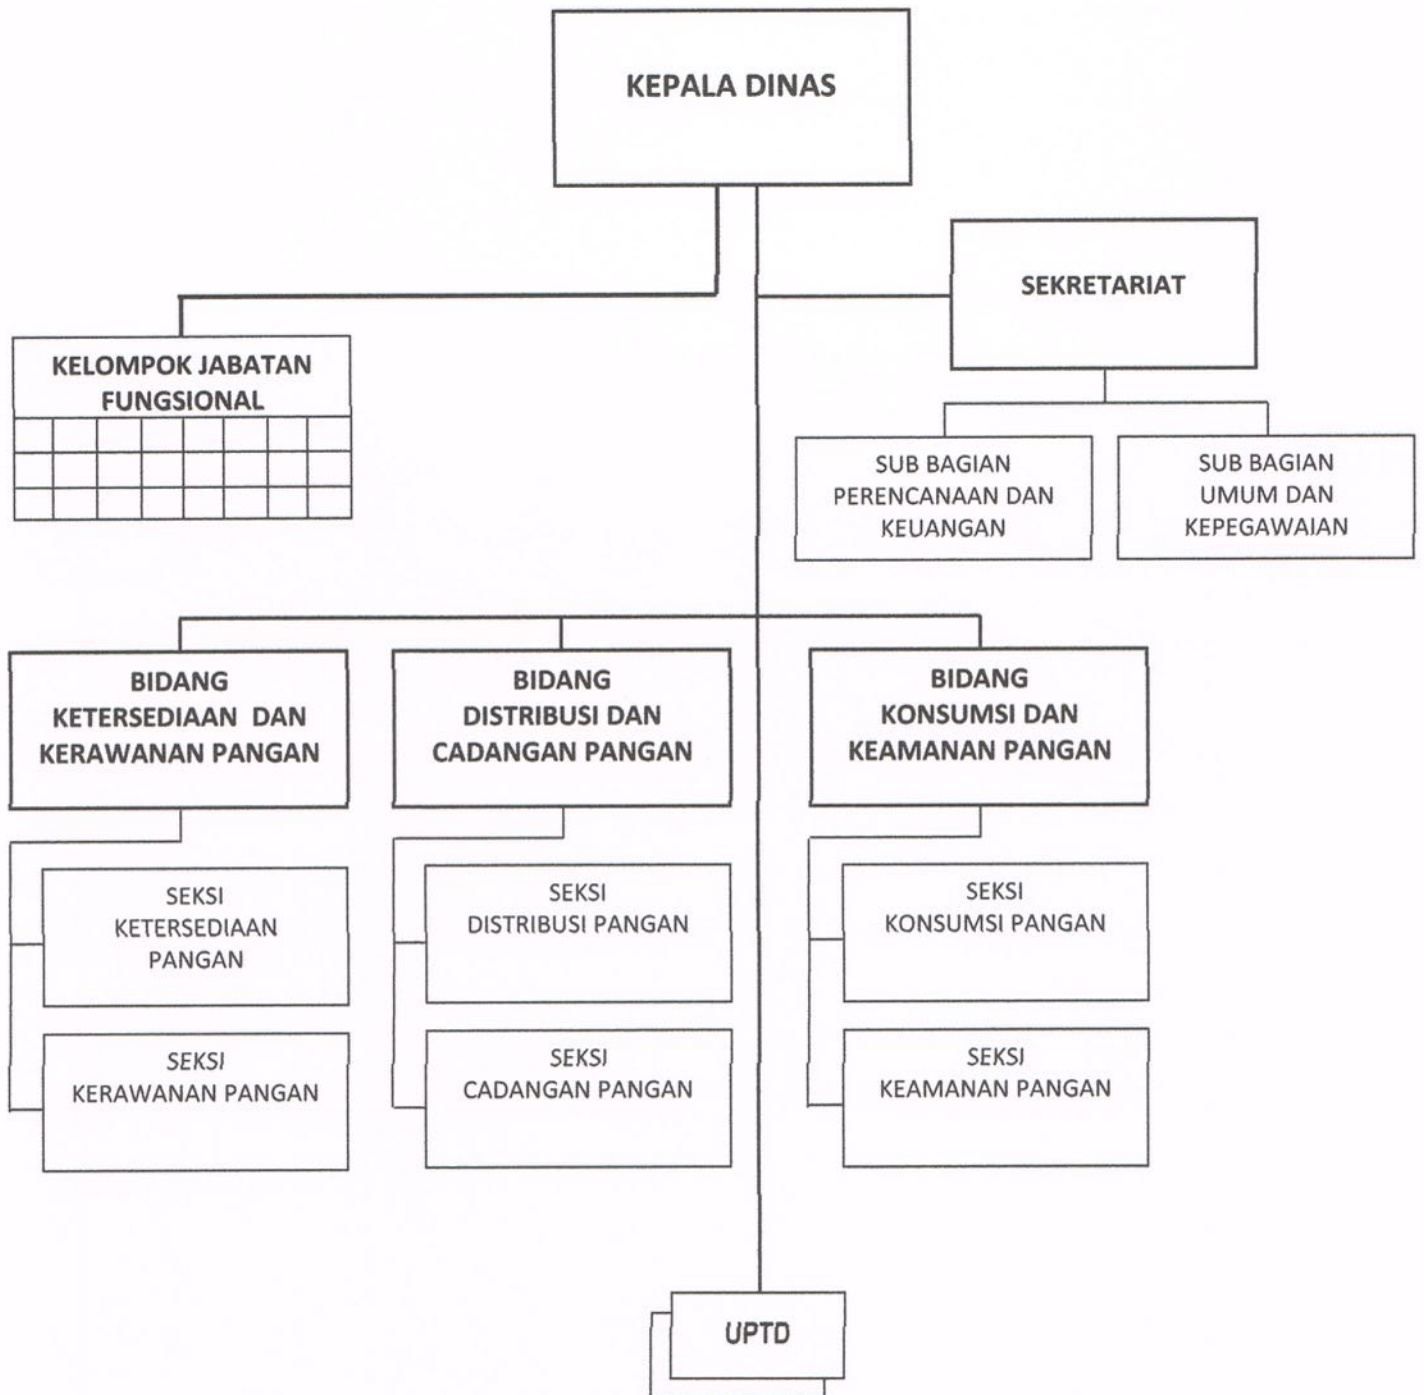 KEPALA DINAS
SEKRETARIAT
KELOMPOK JABATAN
FUNGSIONAL
SUB BAGIAN
PERENCANAAN DAN
KEUANGAN
SUB BAGIAN
UMUM DAN
KEPEGAWAIAN
BIDANG
KETERSEDIAAN DAN
KERAWANAN PANGAN
BIDANG
DISTRIBUSI DAN
CADANGAN PANGAN
BIDANG
KONSUMSI DAN
KEAMANAN PANGAN
SEKSI
KETERSEDIAAN
PANGAN
SEKSI
DISTRIBUSI PANGAN
SEKSI
KONSUMSI PANGAN
SEKSI
KERAWANAN PANGAN
SEKSI
CADANGAN PANGAN
SEKSI
KEAMANAN PANGAN
UPTD